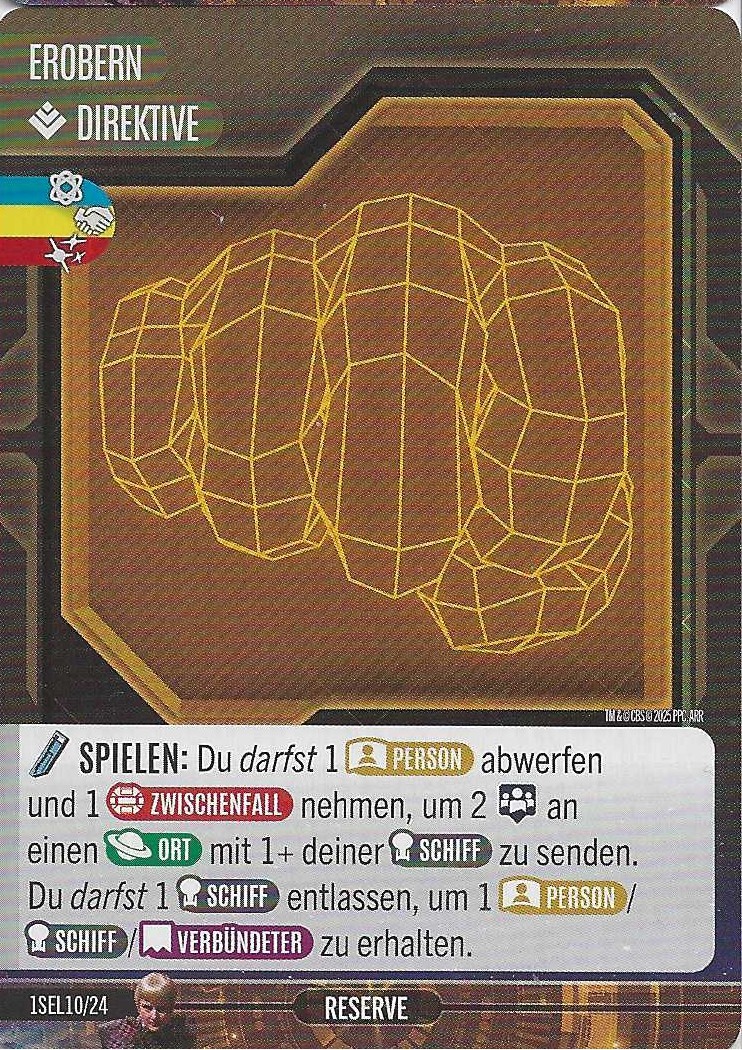 EROBERN
DIREKTIVE
TM & © CBS © 2025 PPC. ARR
SPIELEN: Du darfst 1 PERSON abwerfen
und 1 ZWISCHENFALL nehmen, um 2 an
einen ORT mit 1+ deiner SCHIFF zu senden.
Du darfst 1 SCHIFF entlassen, um 1 PERSON/
SCHIFF/VERBÜNDETER zu erhalten.
1SEL10/24
RESERVE